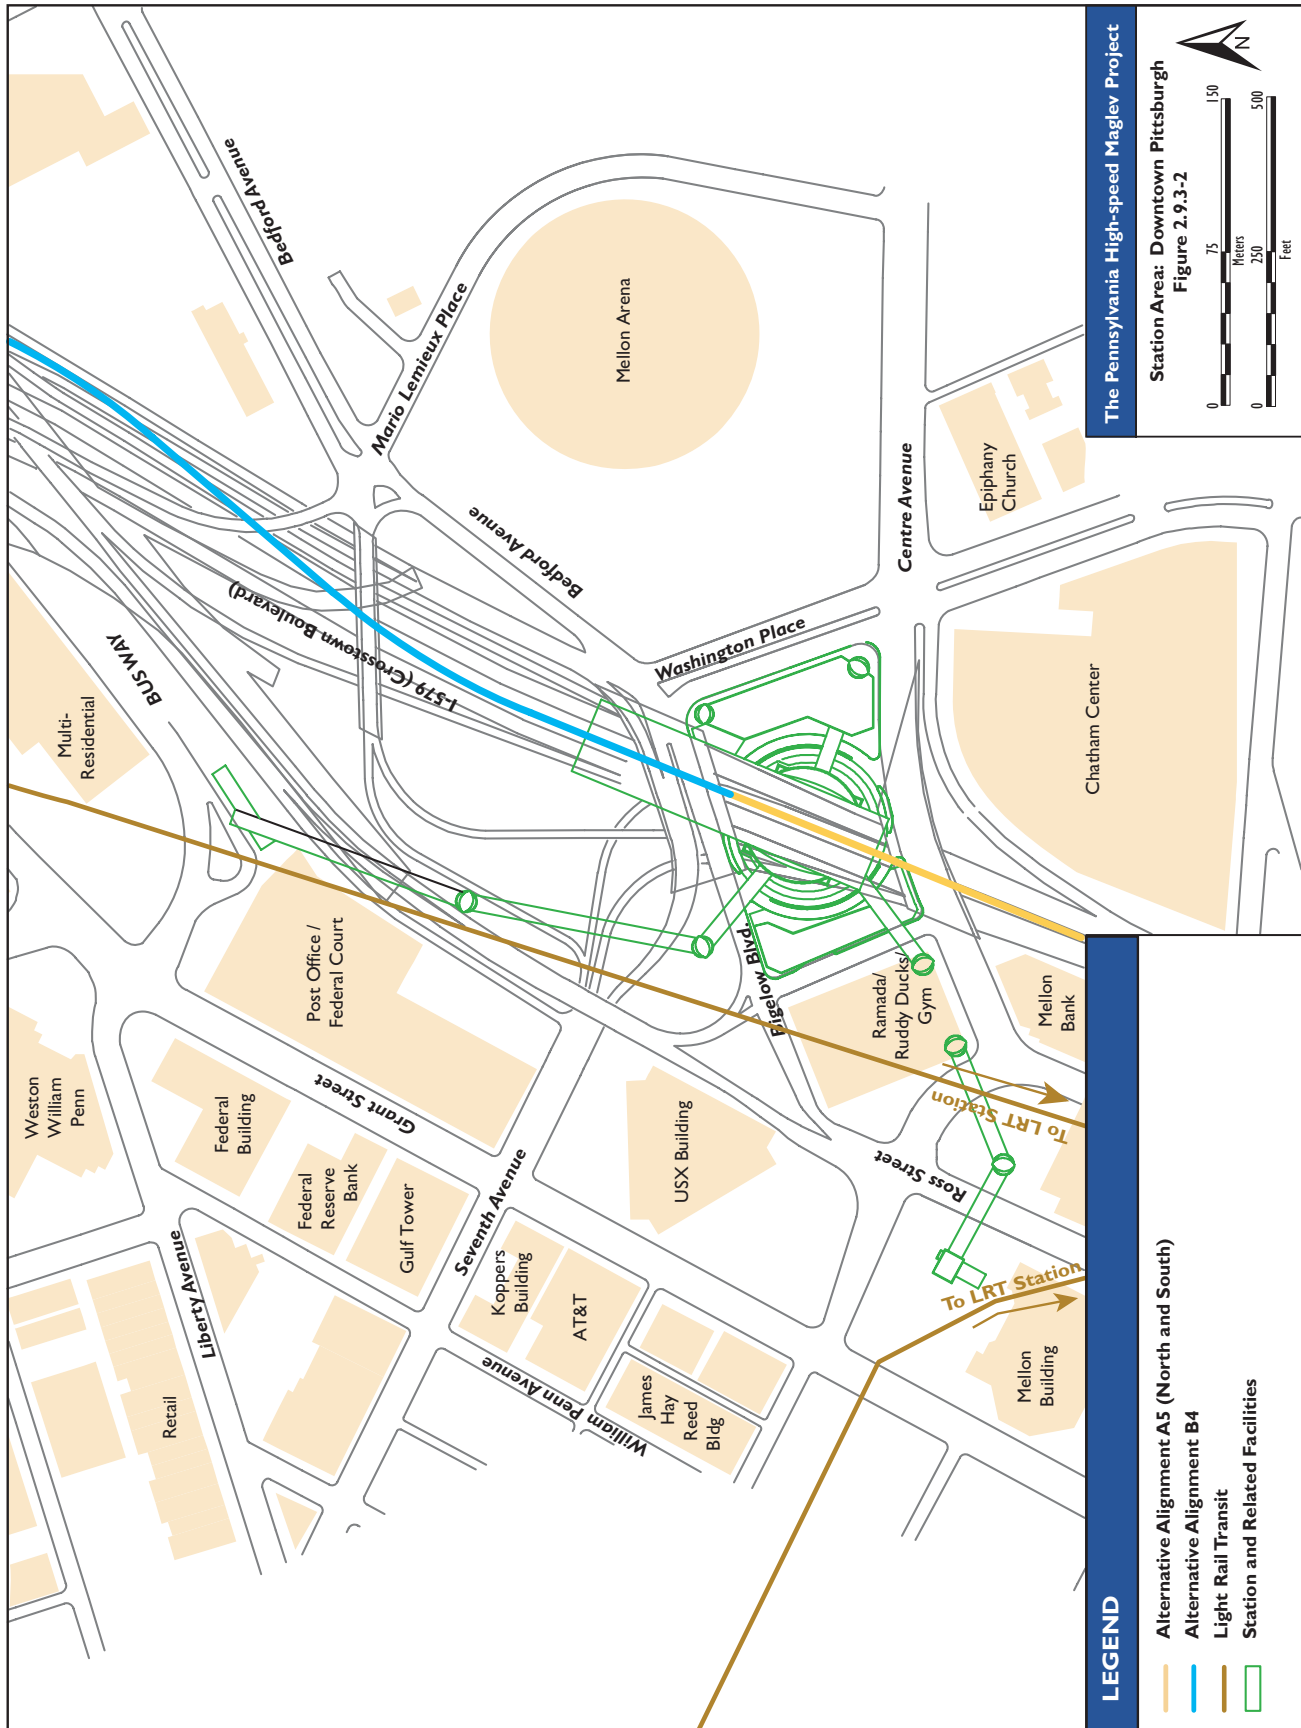 Weston
William
Penn
Multi-
Residential
BUS WAY
Bedford Avenue
Retail
Liberty Avenue
Federal
Building
Federal
Reserve
Bank
Gulf Tower
Grant Street
Post Office /
Federal Court
I-579 (Crosstown Boulevard)
Mario Lemieux Place
Bedford Avenue
Mellon Arena
Seventh Avenue
Koppers
Building
AT&T
William Penn Avenue
James
Hay
Reed
Bldg
USX Building
Bigelow Blvd.
Washington Place
Ross Street
Ramada/
Ruddy Ducks/
Gym
Centre Avenue
Epiphany
Church
Chatham Center
Mellon
Bank
To LRT Station
To LRT Station
Mellon
Building
LEGEND
Alternative Alignment A5 (North and South)
Alternative Alignment B4
Light Rail Transit
Station and Related Facilities
The Pennsylvania High-speed Maglev Project
Station Area: Downtown Pittsburgh
Figure 2.9.3-2
0 75 150
Meters
0 250 500
Feet
N